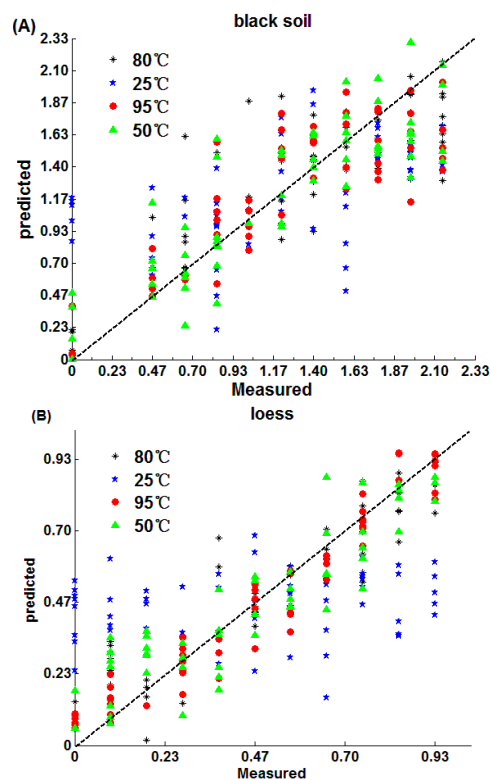 (A)
black soil
2.33
2.10
1.87
1.63
1.40
1.17
0.93
0.70
0.47
0.23
0
predicted
80℃
25℃
95℃
50℃
0 0.23 0.47 0.70 0.93 1.17 1.40 1.63 1.87 2.10 2.33
Measured
(B)
loess
0.93
0.70
0.47
0.23
0
predicted
80℃
25℃
95℃
50℃
0 0.23 0.47 0.70 0.93
Measured